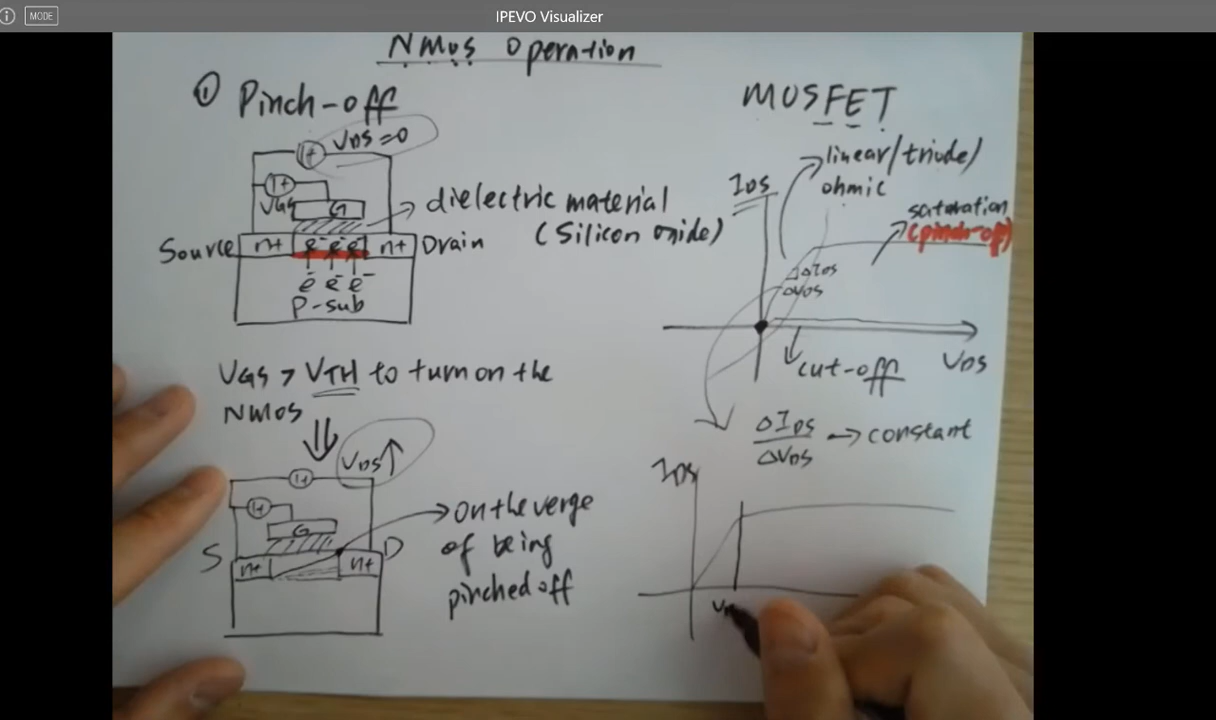 MODE
IPEVO Visualizer
NMOS Operation
① Pinch-off
VDS=0
VGS
G
dielectric material
(Silicon oxide)
Source
n+
e⁻ e⁻ e⁻
n+
Drain
e⁻ e⁻ e⁻
P-sub
VGS > VTH to turn on the
NMOS
VDS↑
G
S
n+
n+
D
on the verge
of being
pinched off
MOSFET
linear/triode/
ohmic
IDS
saturation
(pinch-off)
ΔIDS
ΔVDS
VDS
cut-off
ΔIDS
ΔVDS
→ constant
IDS